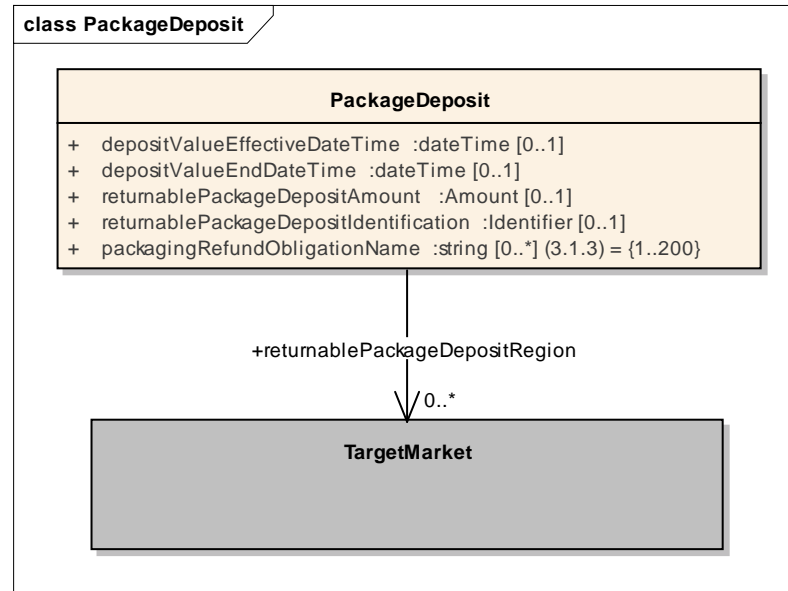 class PackageDeposit
PackageDeposit
+ depositValueEffectiveDateTime :dateTime [0..1]
+ depositValueEndDateTime :dateTime [0..1]
+ returnablePackageDepositAmount :Amount [0..1]
+ returnablePackageDepositIdentification :Identifier [0..1]
+ packagingRefundObligationName :string [0..*] (3.1.3) = {1..200}
+returnablePackageDepositRegion
0..*
TargetMarket